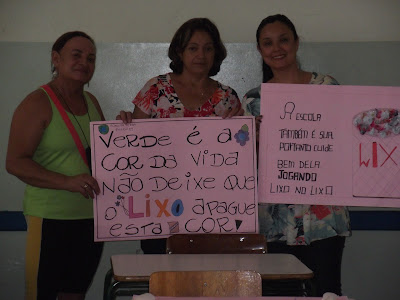 VERDE É A
COR DA VIDA
NÃO DEIXE QUE
O LIXO APAGUE
ESTA COR!
A ESCOLA
TAMBÉM É SUA
PORTANTO CUIDE
BEM DELA
JOGANDO
LIXO NO LIXO
LIX